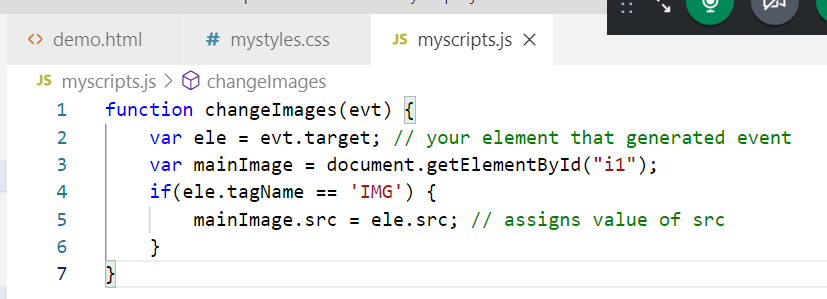 demo.html # mystyles.css JS myscripts.js
JS myscripts.js > changeImages
1 function changeImages(evt) {
2 var ele = evt.target; // your element that generated event
3 var mainImage = document.getElementById("i1");
4 if(ele.tagName == 'IMG') {
5 mainImage.src = ele.src; // assigns value of src
6 }
7 }